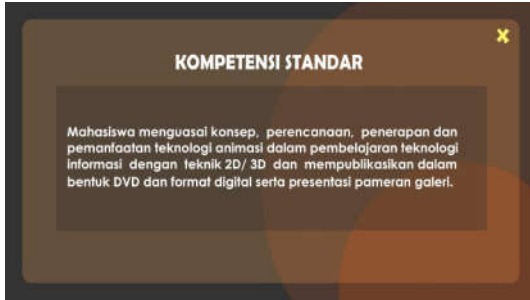 KOMPETENSI STANDAR
Mahasiswa menguasai konsep, perencanaan, penerapan dan
pemanfaatan teknologi animasi dalam pembelajaran teknologi
informasi dengan teknik 2D/ 3D dan mempublikasikan dalam
bentuk DVD dan format digital serta presentasi pameran galeri.